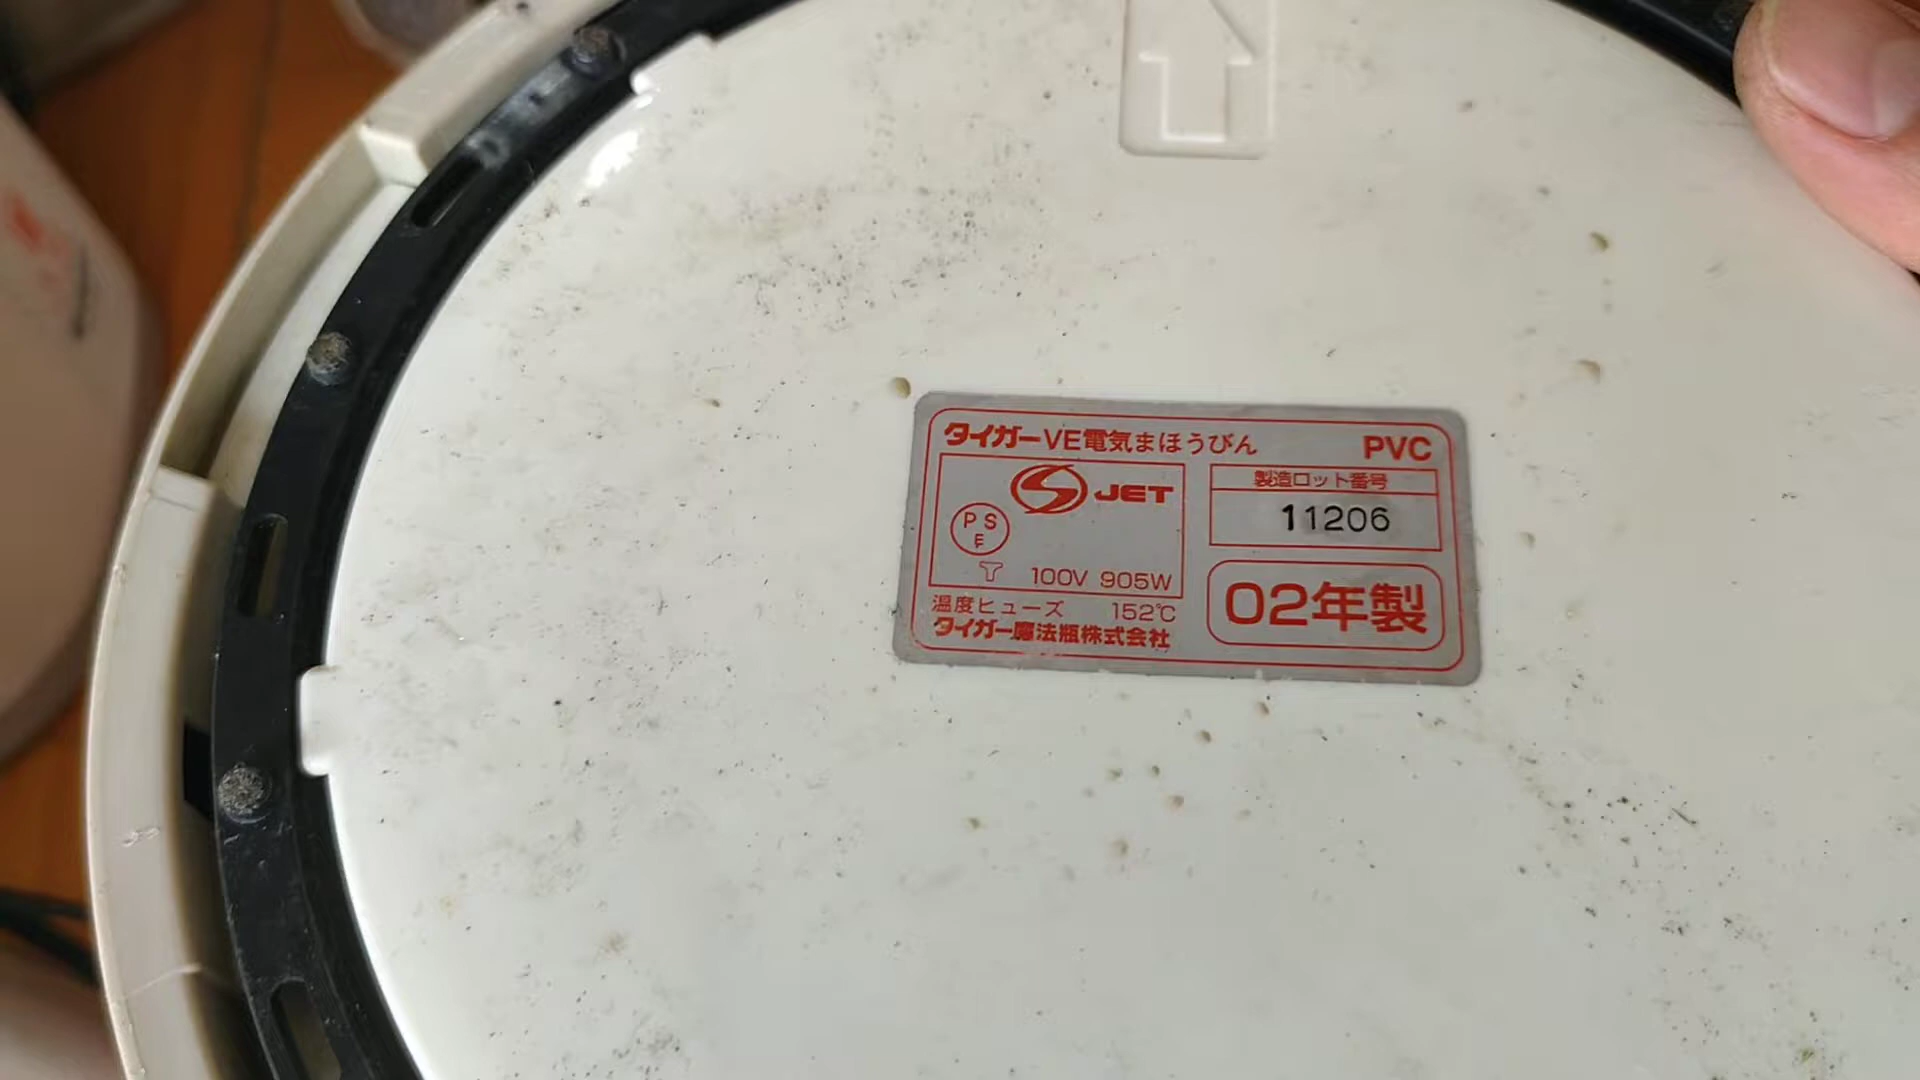 タイガーVE電気まほうびん PVC
JET
PS
E
T
100V 905W
製造ロット番号
11206
02年製
温度ヒューズ 152℃
タイガー魔法瓶株式会社